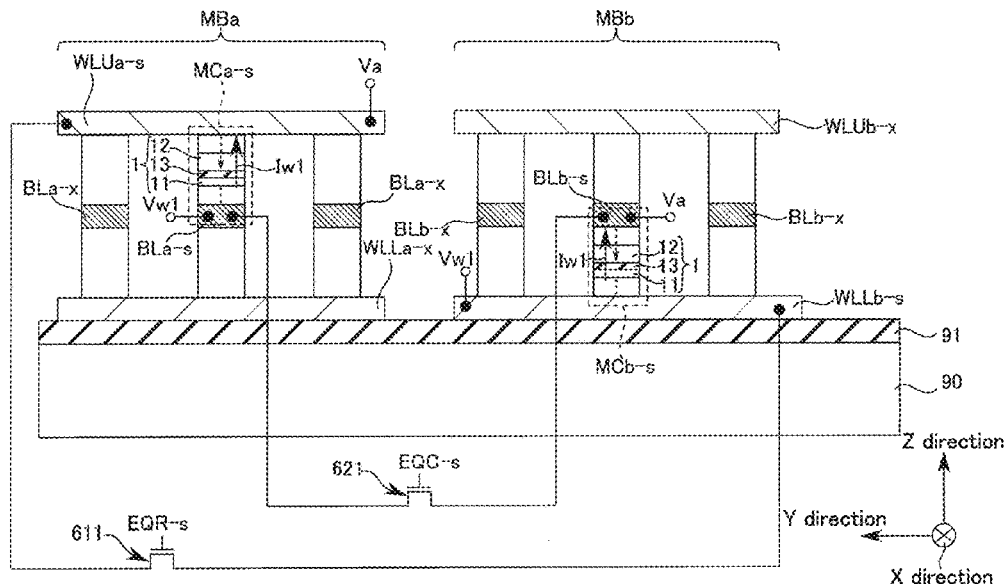 MBa
MBb
WLUa-s
MCa-s
Va
WLUb-x
12
1
13
11
Iw1
BLa-x
BLa-x
Vw1
BLa-s
WLLa-x
BLb-s
Va
BLb-x
BLb-x
Vw1
Iw1
12
13
1
11
WLLb-s
91
MCb-s
90
Z direction
EQC-s
621
EQR-s
611
Y direction
X direction